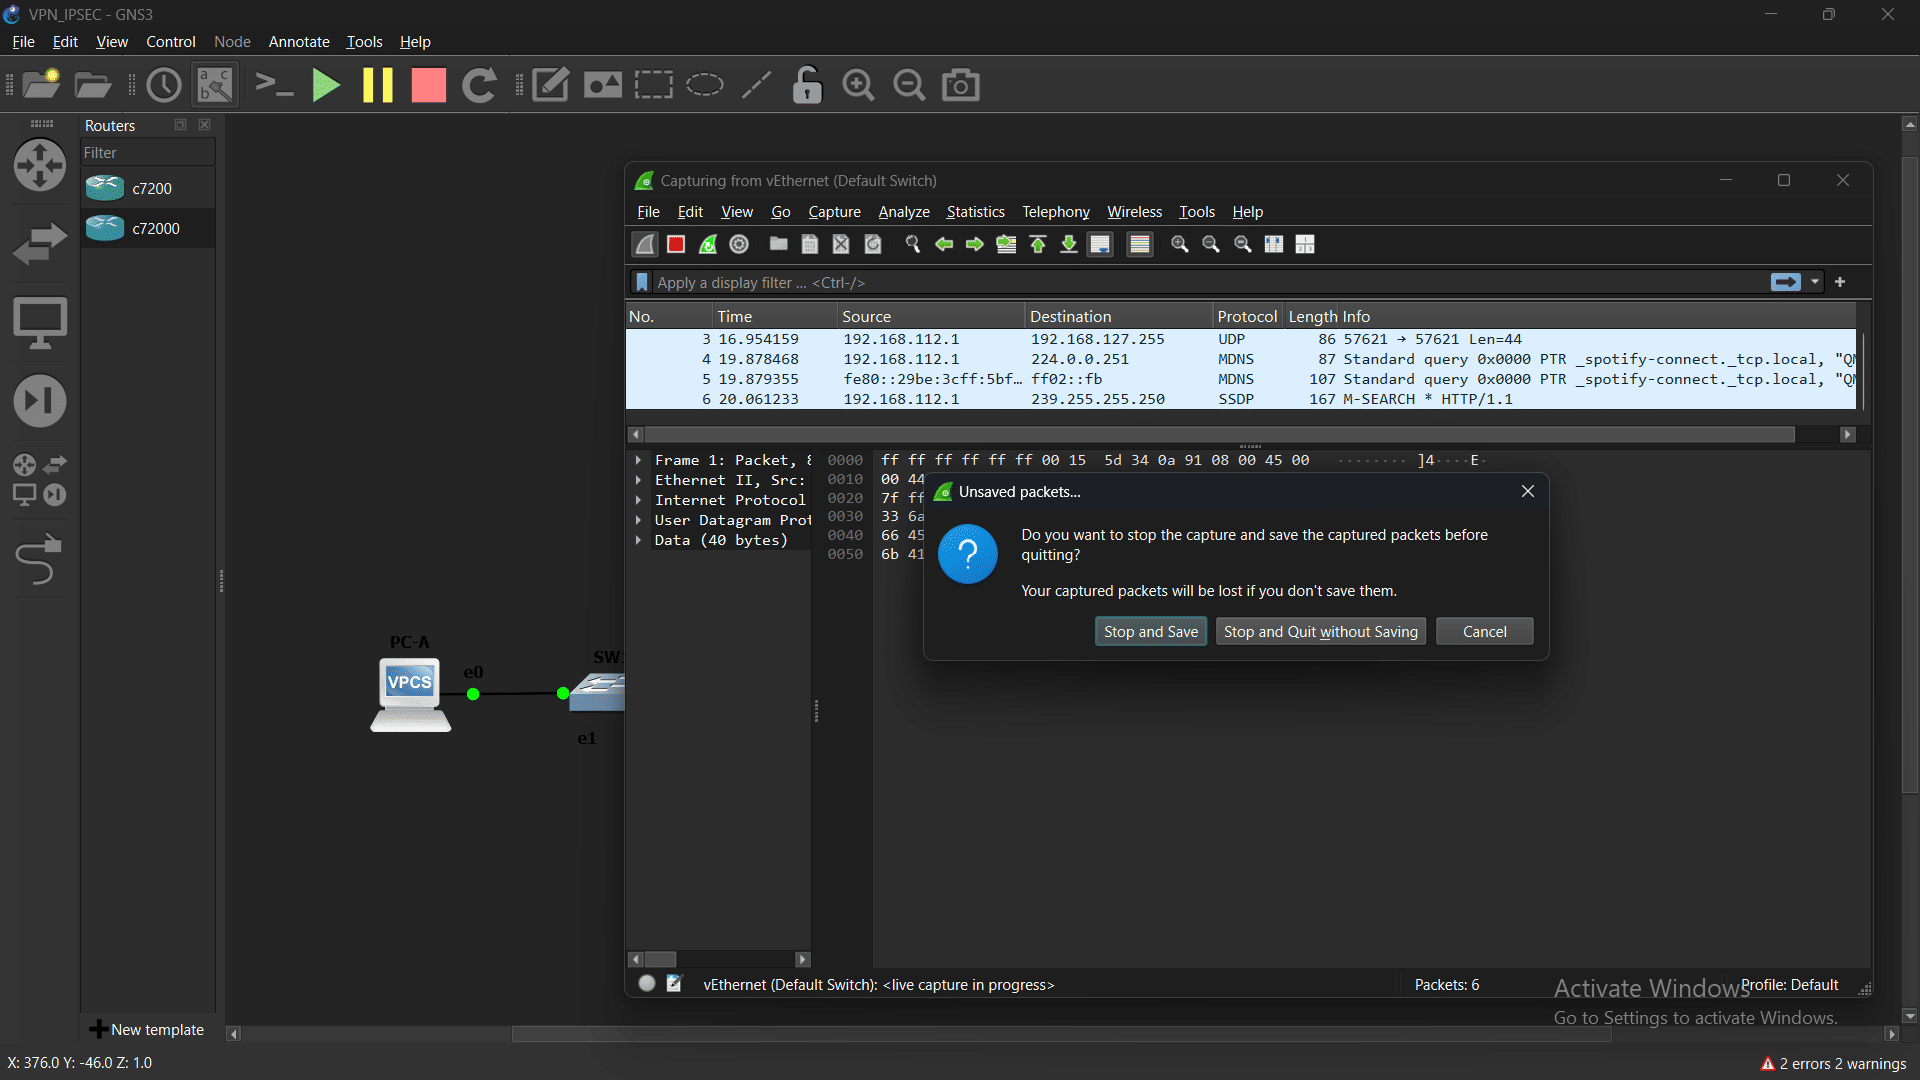 VPN_IPSEC - GNS3
File Edit View Control Node Annotate Tools Help
Routers
Filter
c7200
c72000
New template
PC-A
VPCS
e0
e1
Capturing from vEthernet (Default Switch)
File Edit View Go Capture Analyze Statistics Telephony Wireless Tools Help
Apply a display filter ... <Ctrl-/>
No. Time Source Destination Protocol Length Info
3 16.954159 192.168.112.1 192.168.127.255 UDP 86 57621 → 57621 Len=44
4 19.878468 192.168.112.1 224.0.0.251 MDNS 87 Standard query 0x0000 PTR _spotify-connect._tcp.local, "QM
5 19.879355 fe80::29be:3cff:5bf… ff02::fb MDNS 107 Standard query 0x0000 PTR _spotify-connect._tcp.local, "QM
6 20.061233 192.168.112.1 239.255.255.250 SSDP 167 M-SEARCH * HTTP/1.1
Frame 1: Packet, 8
Ethernet II, Src:
Internet Protocol
User Datagram Prot
Data (40 bytes)
0000 ff ff ff ff ff ff 00 15 5d 34 0a 91 08 00 45 00 ········ ]4····E·
0010 00 44
0020 7f ff
0030 33 6a
0040 66 45
0050 6b 41
Unsaved packets...
Do you want to stop the capture and save the captured packets before
quitting?
Your captured packets will be lost if you don't save them.
Stop and Save Stop and Quit without Saving Cancel
vEthernet (Default Switch): <live capture in progress> Packets: 6 Profile: Default
Activate Windows
Go to Settings to activate Windows.
X: 376.0 Y: -46.0 Z: 1.0
2 errors 2 warnings